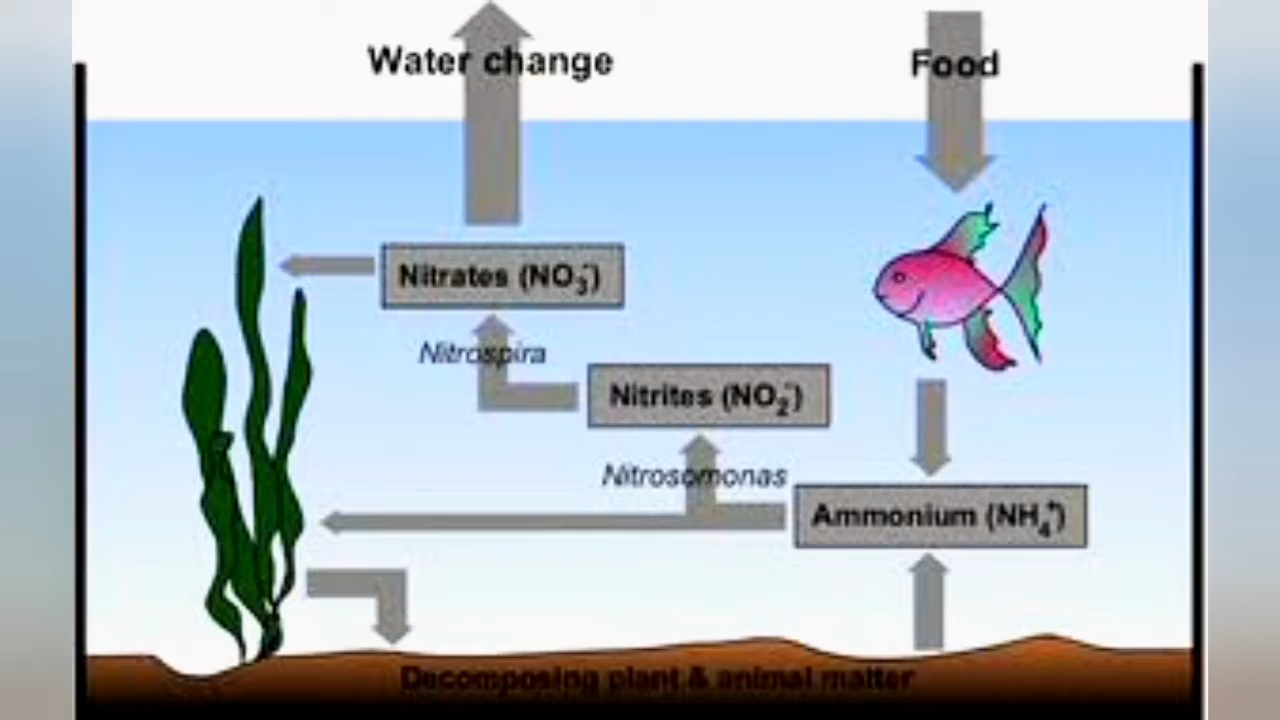 Water change
Food
Nitrates (NO₃⁻)
Nitrospira
Nitrites (NO₂⁻)
Nitrosomonas
Ammonium (NH₄⁺)
Decomposing plant & animal matter